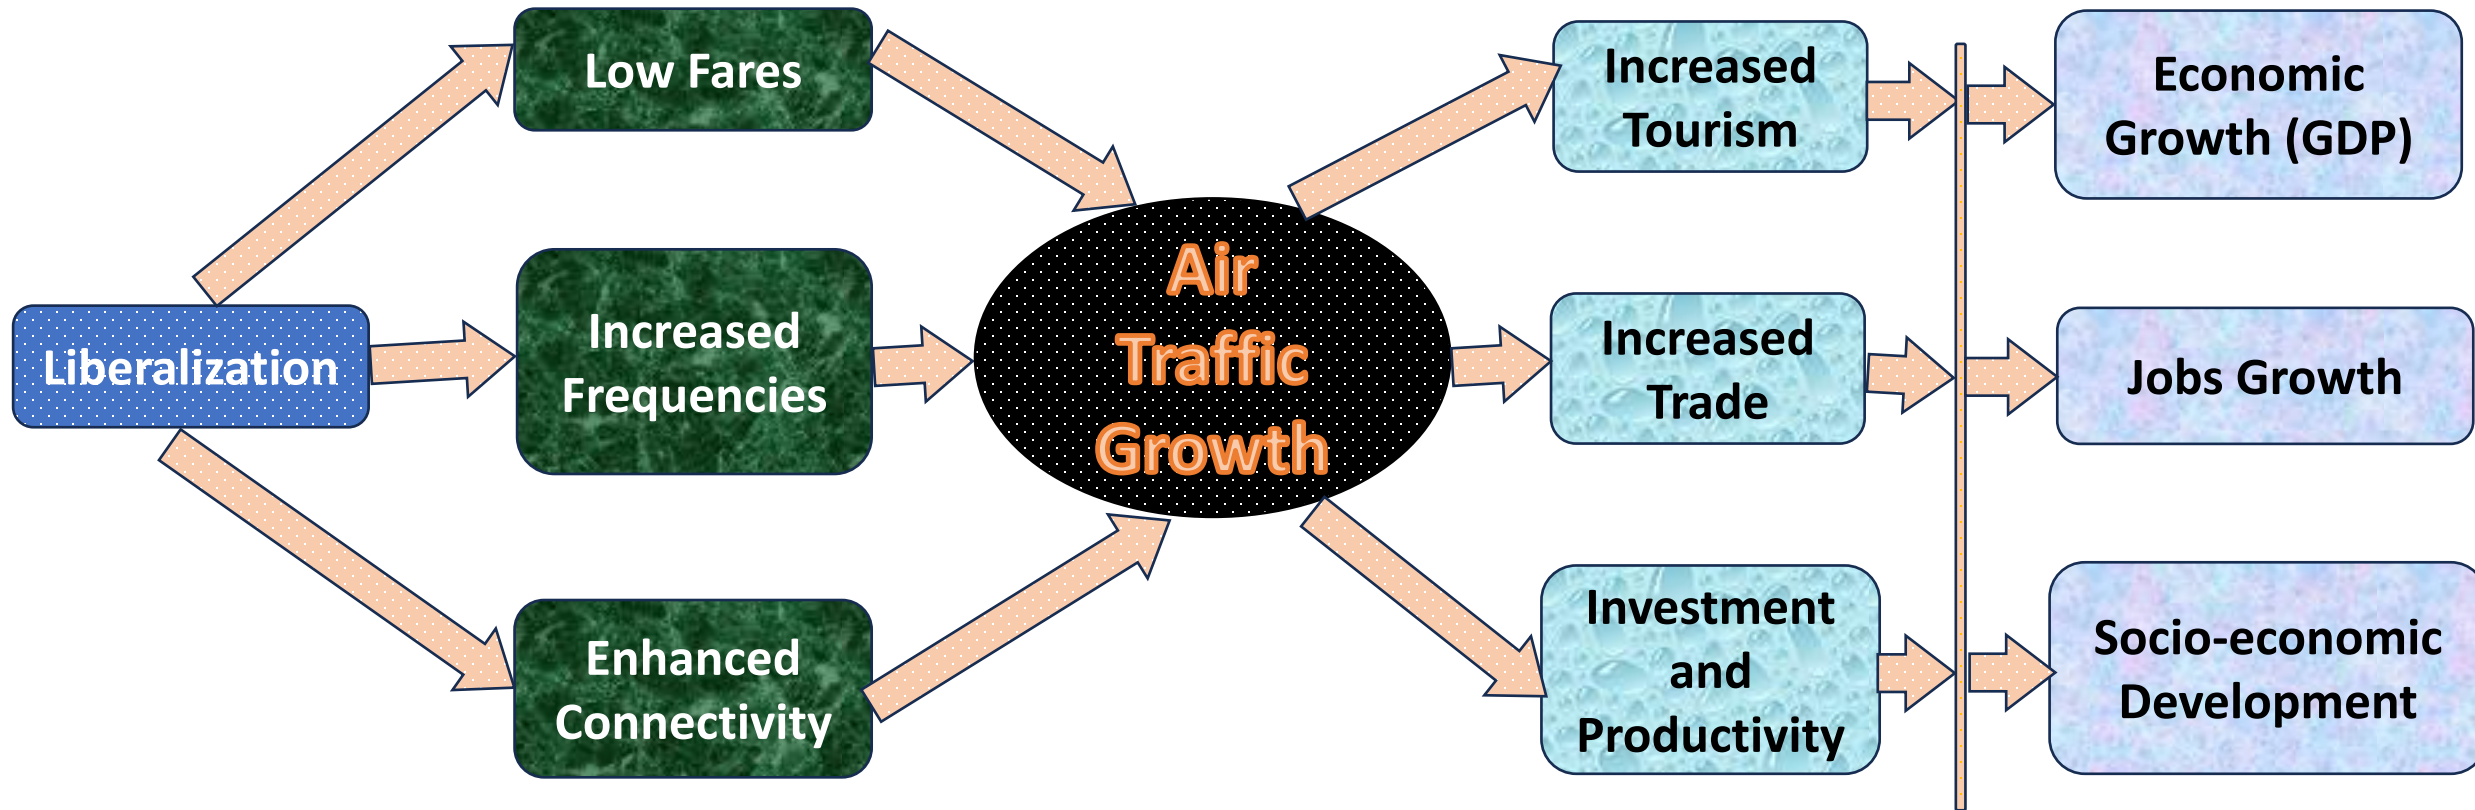 Liberalization
Low Fares
Increased
Frequencies
Enhanced
Connectivity
Air
Traffic
Growth
Increased
Tourism
Increased
Trade
Investment
and
Productivity
Economic
Growth (GDP)
Jobs Growth
Socio-economic
Development